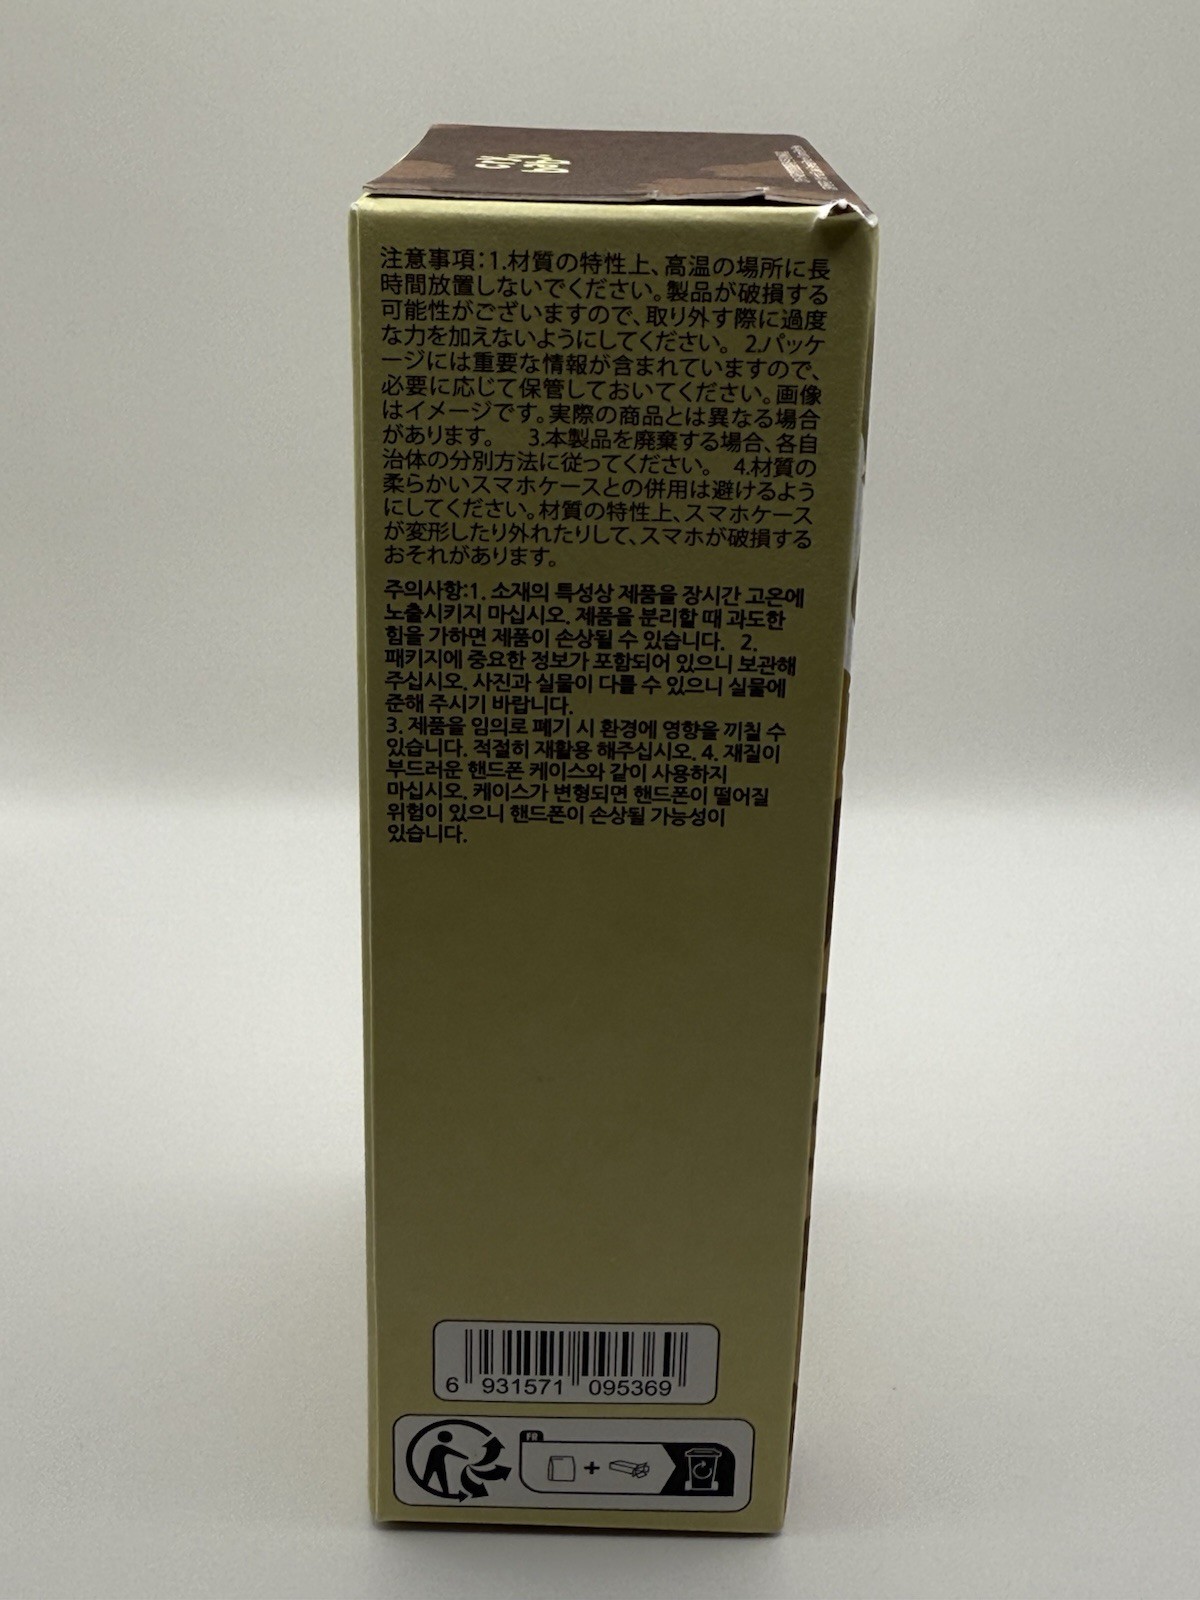 crybaby
注意事項:1.材質の特性上、高温の場所に長
時間放置しないでください。製品が破損する
可能性がございますので、取り外す際に過度
な力を加えないようにしてください。 2.パッケ
ージには重要な情報が含まれていますので、
必要に応じて保管しておいてください。画像
はイメージです。実際の商品とは異なる場合
があります。 3.本製品を廃棄する場合、各自
治体の分別方法に従ってください。 4.材質の
柔らかいスマホケースとの併用は避けるよう
にしてください。材質の特性上、スマホケース
が変形したり外れたりして、スマホが破損する
おそれがあります。
주의사항:1. 소재의 특성상 제품을 장시간 고온에
노출시키지 마십시오. 제품을 분리할 때 과도한
힘을 가하면 제품이 손상될 수 있습니다. 2.
패키지에 중요한 정보가 포함되어 있으니 보관해
주십시오. 사진과 실물이 다를 수 있으니 실물에
준해 주시기 바랍니다.
3. 제품을 임의로 폐기 시 환경에 영향을 끼칠 수
있습니다. 적절히 재활용 해주십시오. 4. 재질이
부드러운 핸드폰 케이스와 같이 사용하지
마십시오. 케이스가 변형되면 핸드폰이 떨어질
위험이 있으니 핸드폰이 손상될 가능성이
있습니다.
6 931571 095369
FR
+